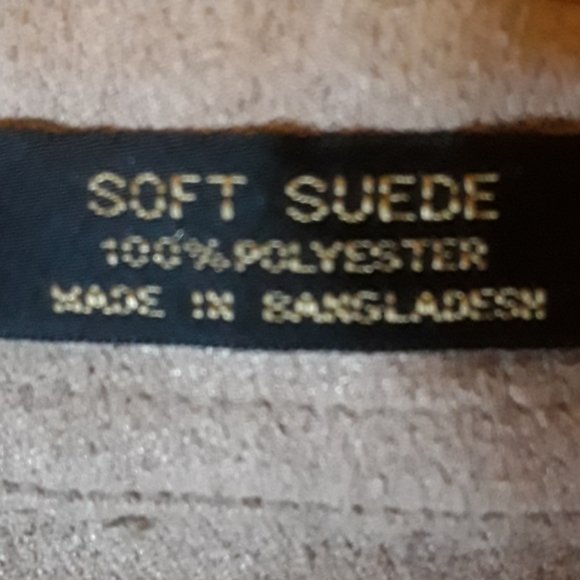 SOFT SUEDE
100% POLYESTER
MADE IN BANGLADESH